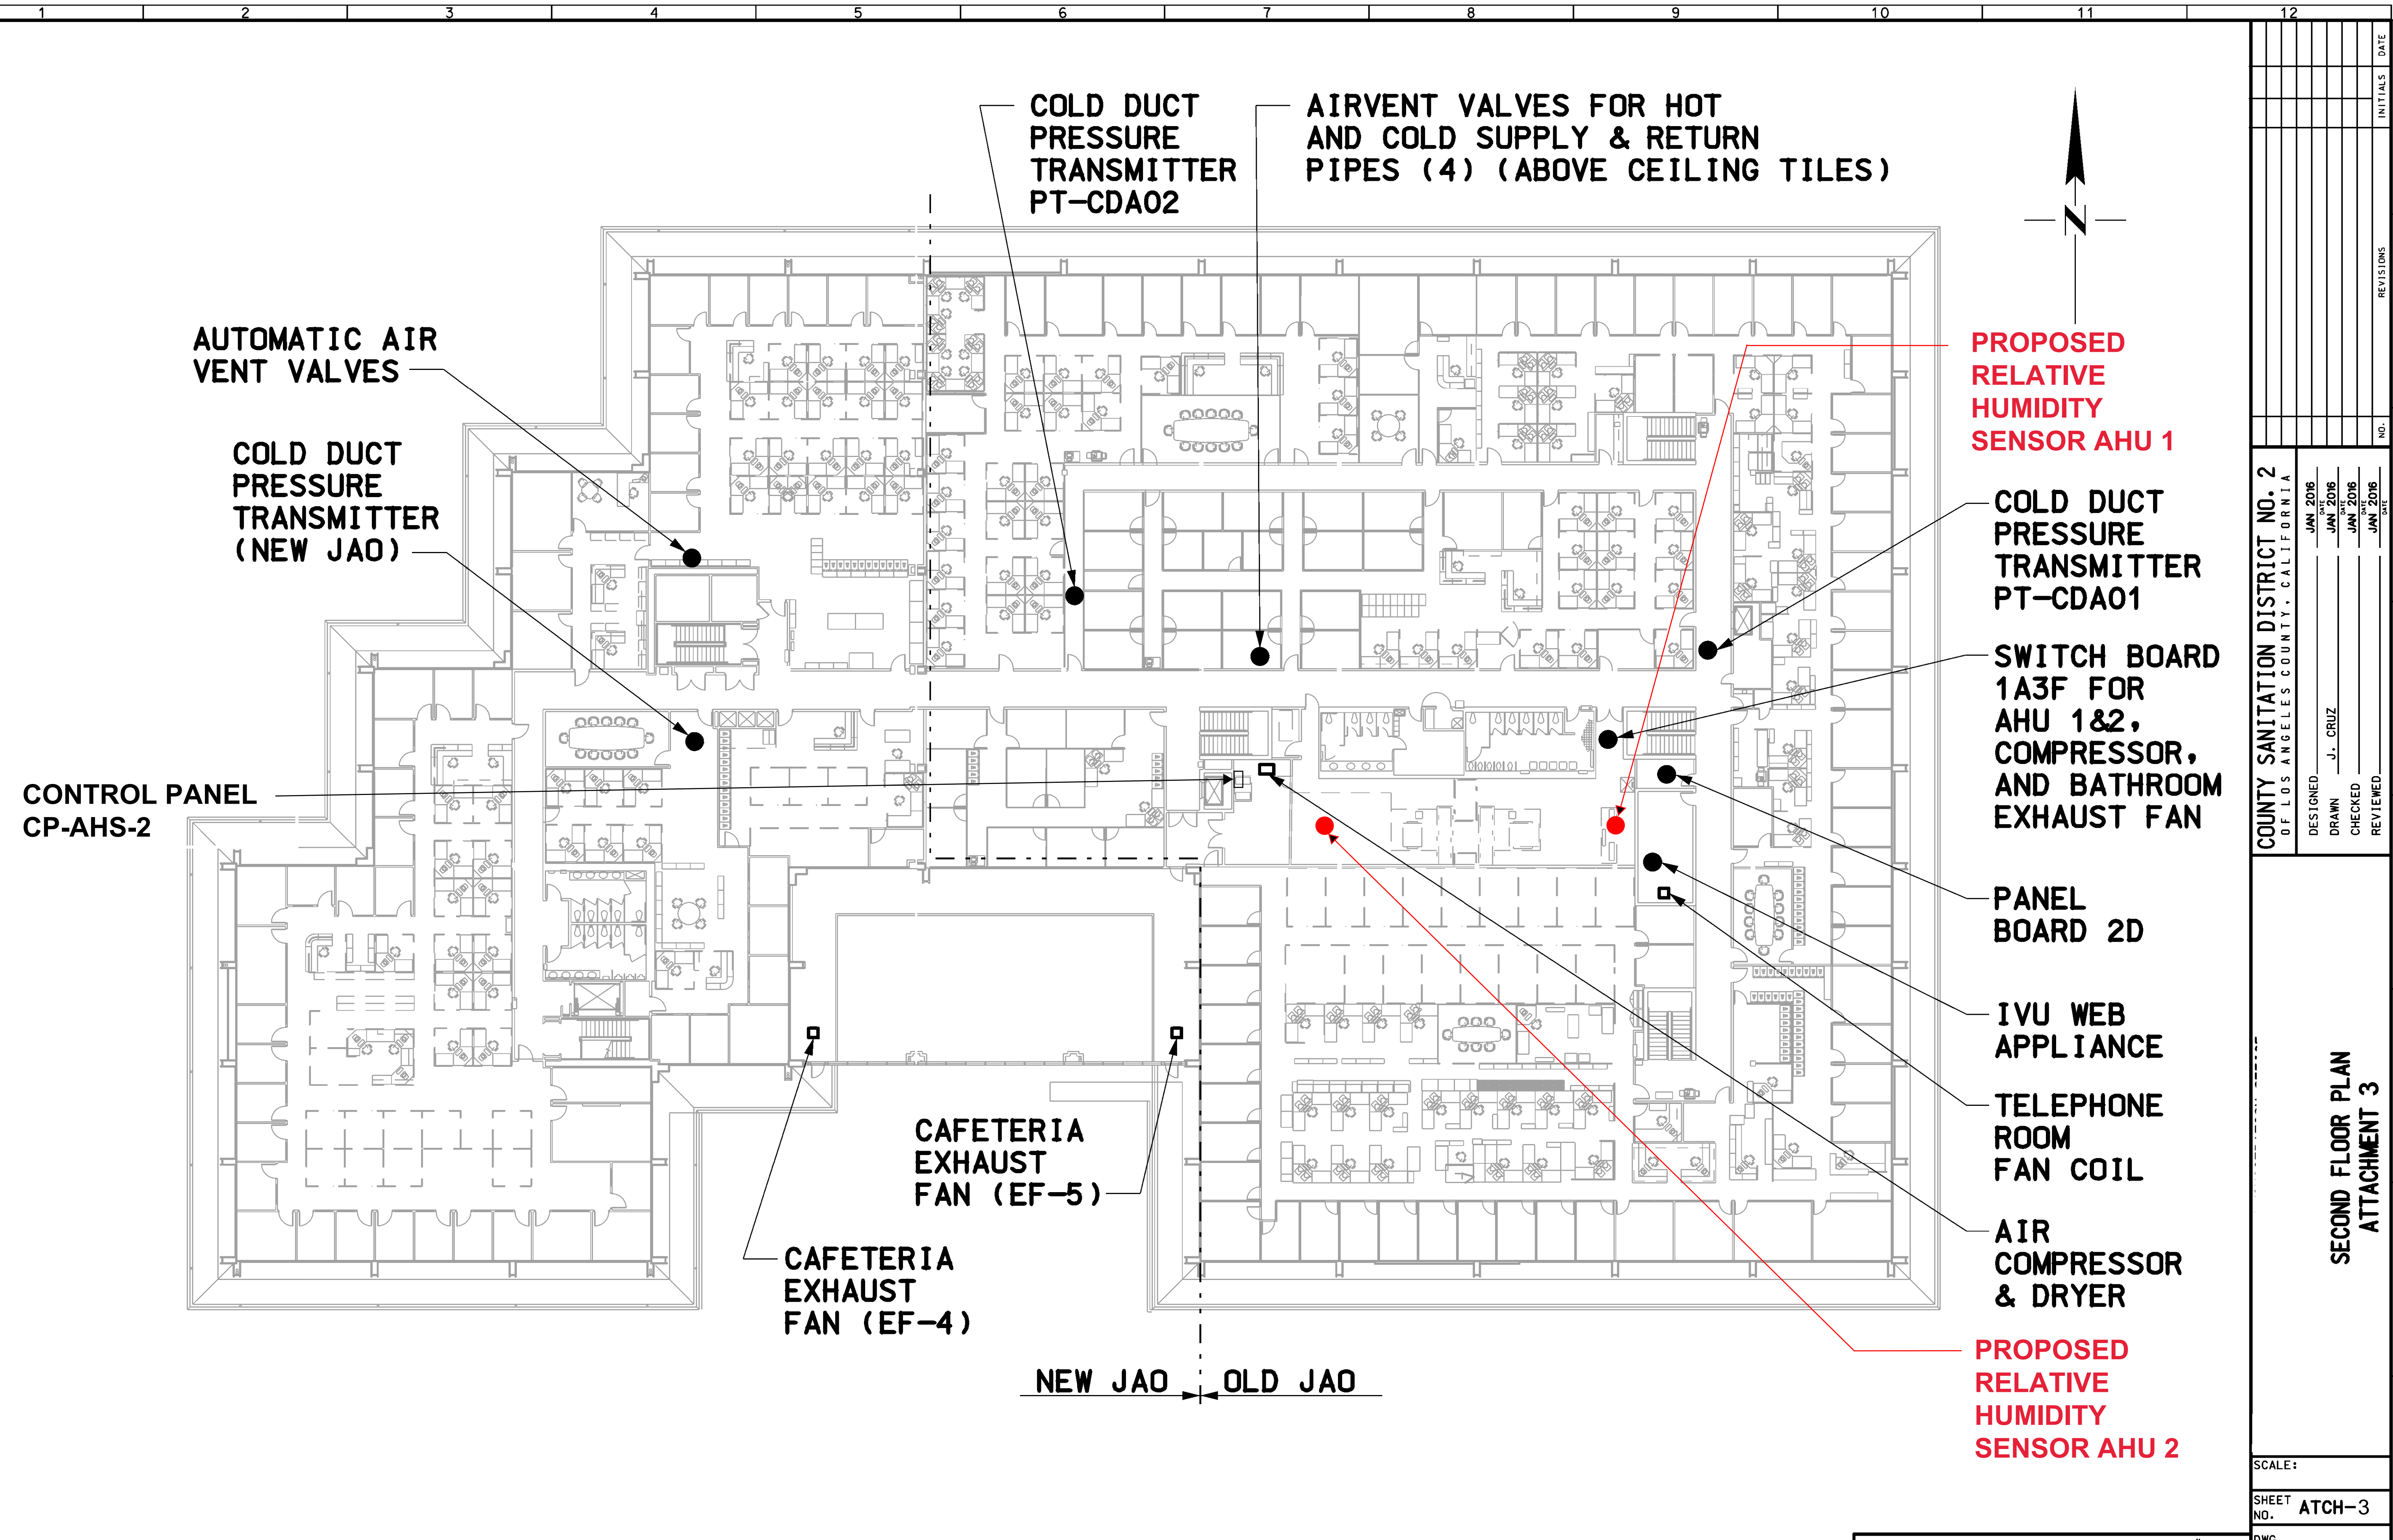 1 2 3 4 5 6 7 8 9 10 11 12
COLD DUCT
PRESSURE
TRANSMITTER
PT-CDA02
AIRVENT VALVES FOR HOT
AND COLD SUPPLY & RETURN
PIPES (4) (ABOVE CEILING TILES)
N
AUTOMATIC AIR
VENT VALVES
COLD DUCT
PRESSURE
TRANSMITTER
(NEW JAO)
CONTROL PANEL
CP-AHS-2
PROPOSED
RELATIVE
HUMIDITY
SENSOR AHU 1
COLD DUCT
PRESSURE
TRANSMITTER
PT-CDA01
SWITCH BOARD
1A3F FOR
AHU 1&2,
COMPRESSOR,
AND BATHROOM
EXHAUST FAN
PANEL
BOARD 2D
IVU WEB
APPLIANCE
TELEPHONE
ROOM
FAN COIL
AIR
COMPRESSOR
& DRYER
PROPOSED
RELATIVE
HUMIDITY
SENSOR AHU 2
CAFETERIA
EXHAUST
FAN (EF-5)
CAFETERIA
EXHAUST
FAN (EF-4)
NEW JAO
OLD JAO
NO. REVISIONS INITIALS DATE
COUNTY SANITATION DISTRICT NO. 2
OF LOS ANGELES COUNTY, CALIFORNIA
DESIGNED JAN 2016
DATE
DRAWN J. CRUZ JAN 2016
DATE
CHECKED JAN 2016
DATE
REVIEWED JAN 2016
DATE
SECOND FLOOR PLAN
ATTACHMENT 3
SCALE:
SHEET
NO. ATCH-3
DWG